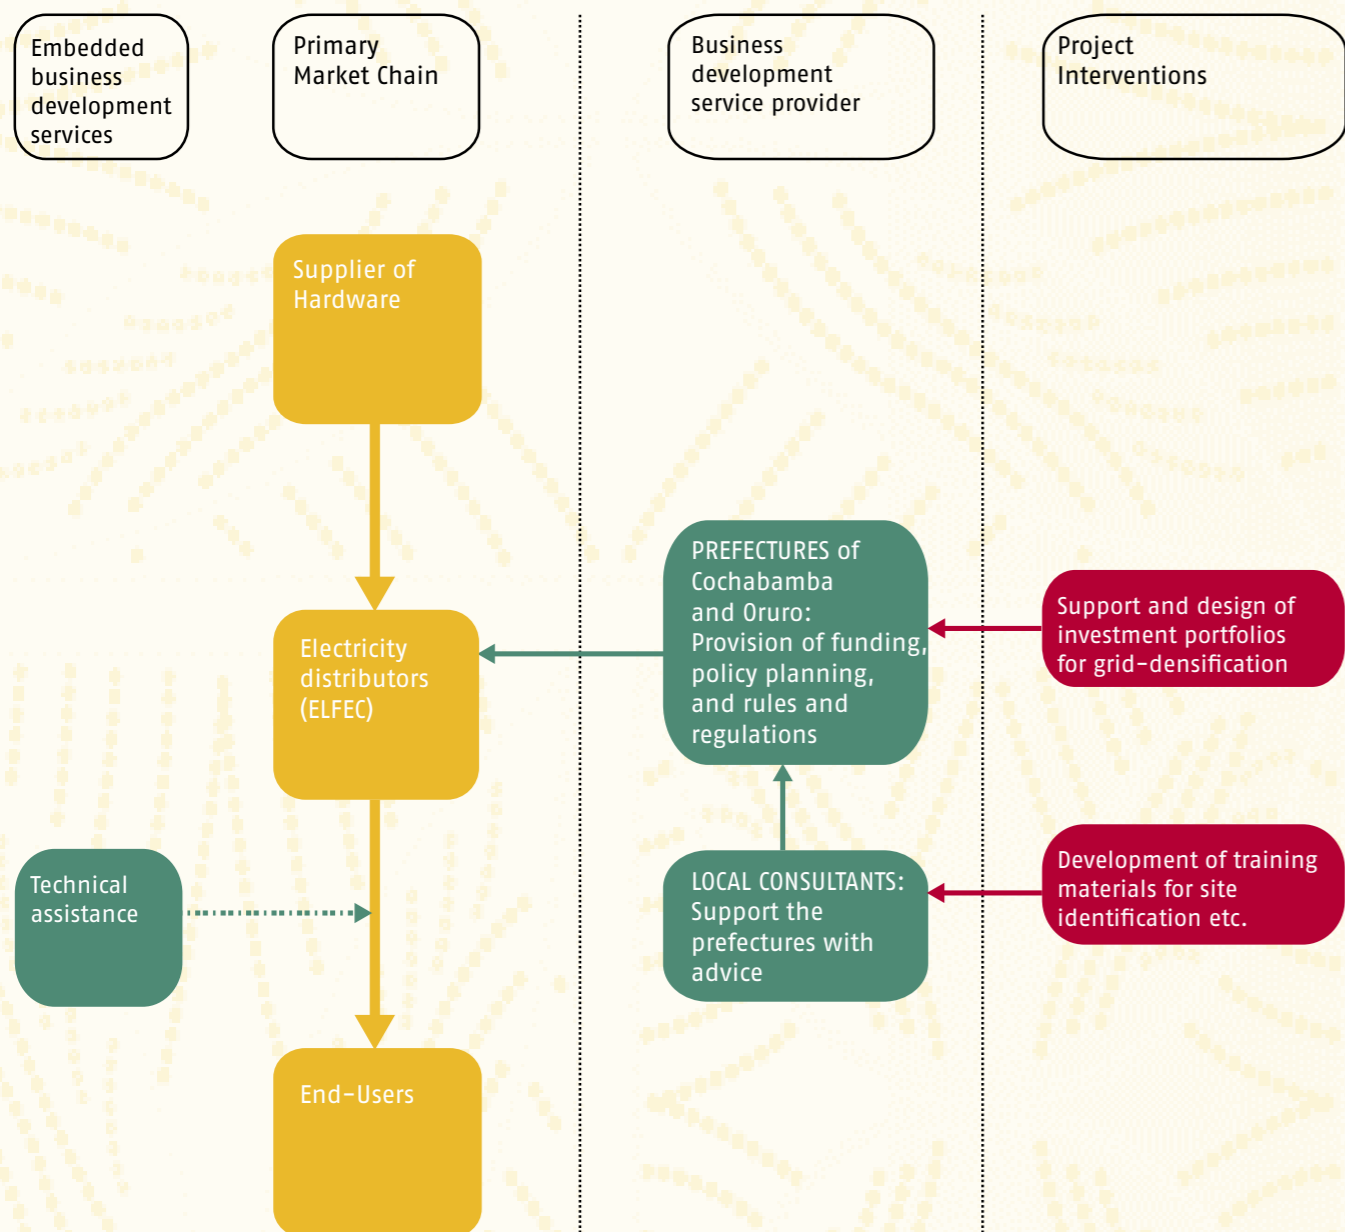 Embedded
business
development
services
Primary
Market Chain
Business
development
service provider
Project
Interventions
Supplier of
Hardware
Electricity
distributors
(ELFEC)
PREFECTURES of
Cochabamba
and Oruro:
Provision of funding,
policy planning,
and rules and
regulations
Support and design of
investment portfolios
for grid-densification
Technical
assistance
LOCAL CONSULTANTS:
Support the
prefectures with
advice
Development of training
materials for site
identification etc.
End-Users